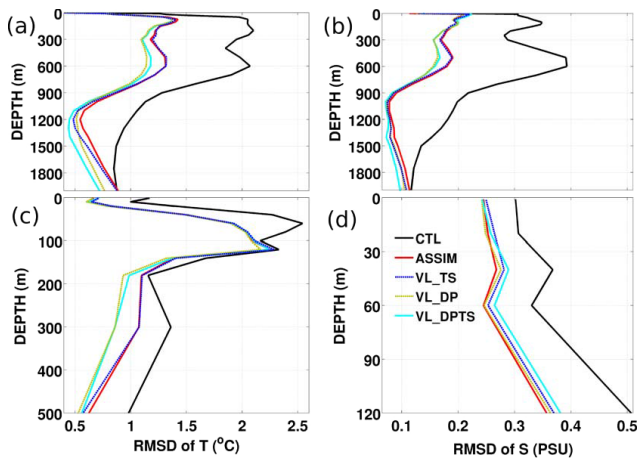 (a)
DEPTH (m)
0
300
600
900
1200
1500
1800
(b)
DEPTH (m)
0
300
600
900
1200
1500
1800
(c)
DEPTH (m)
0
100
200
300
400
500
0.5 1 1.5 2 2.5
RMSD of T (°C)
(d)
DEPTH (m)
0
30
60
90
120
CTL
ASSIM
VL_TS
VL_DP
VL_DPTS
0.1 0.2 0.3 0.4 0.5
RMSD of S (PSU)